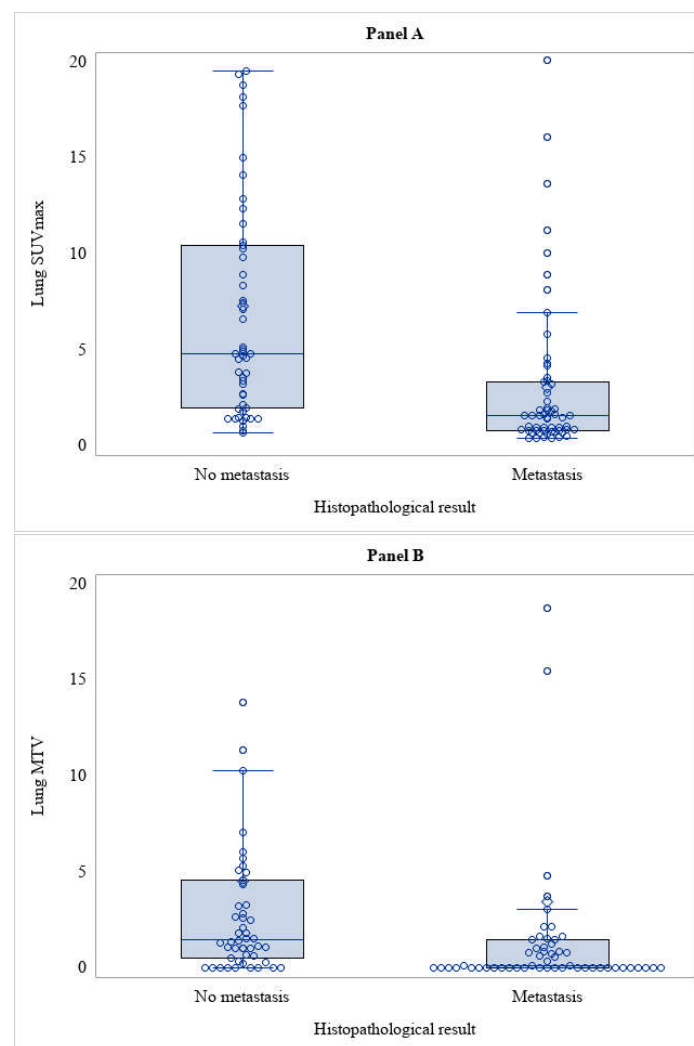 Panel A
20
15
10
5
0
Lung SUVmax
No metastasis Metastasis
Histopathological result
Panel B
20
15
10
5
0
Lung MTV
No metastasis Metastasis
Histopathological result